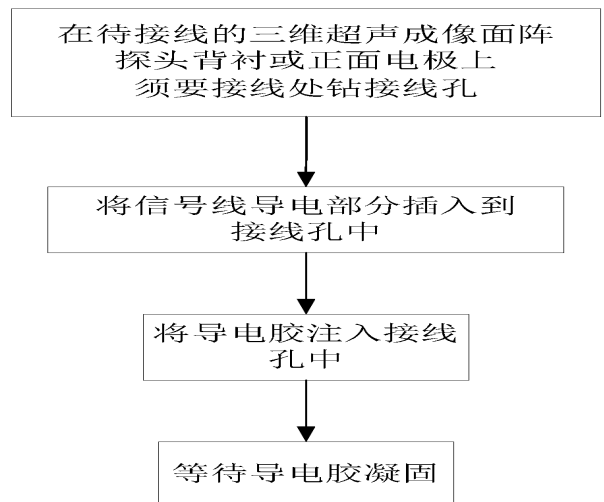 在待接线的三维超声成像面阵
探头背衬或正面电极上
须要接线处钻接线孔
将信号线导电部分插入到
接线孔中
将导电胶注入接线
孔中
等待导电胶凝固